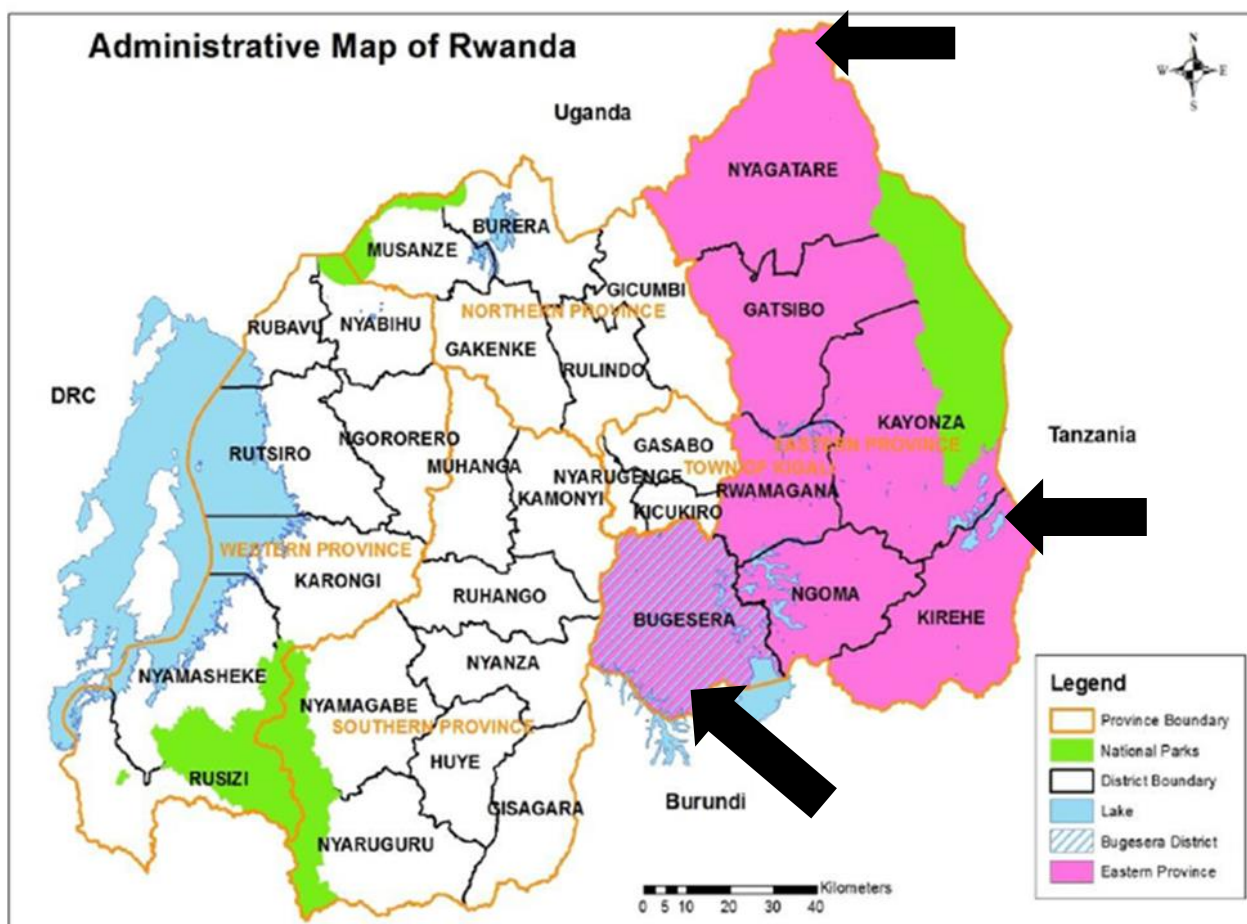 Administrative Map of Rwanda
N
W E
S
Uganda
NYAGATARE
BURERA
MUSANZE
GICUMBI
NORTHERN PROVINCE
GATSIBO
RUBAVU
NYABIHU
GAKENKE
RULINDO
DRC
KAYONZA
Tanzania
EASTERN PROVINCE
NGORORERO
GASABO
RUTSIRO
MUHANGA
NYARUGENGE
TOWN OF KIGALI
KAMONYI
RWAMAGANA
KICUKIRO
WESTERN PROVINCE
KARONGI
RUHANGO
NGOMA
BUGESERA
KIREHE
NYANZA
NYAMASHEKE
NYAMAGABE
SOUTHERN PROVINCE
HUYE
RUSIZI
GISAGARA
Burundi
NYARUGURU
Legend
Province Boundary
National Parks
District Boundary
Lake
Bugesera District
Eastern Province
Kilometers
0 5 10 20 30 40